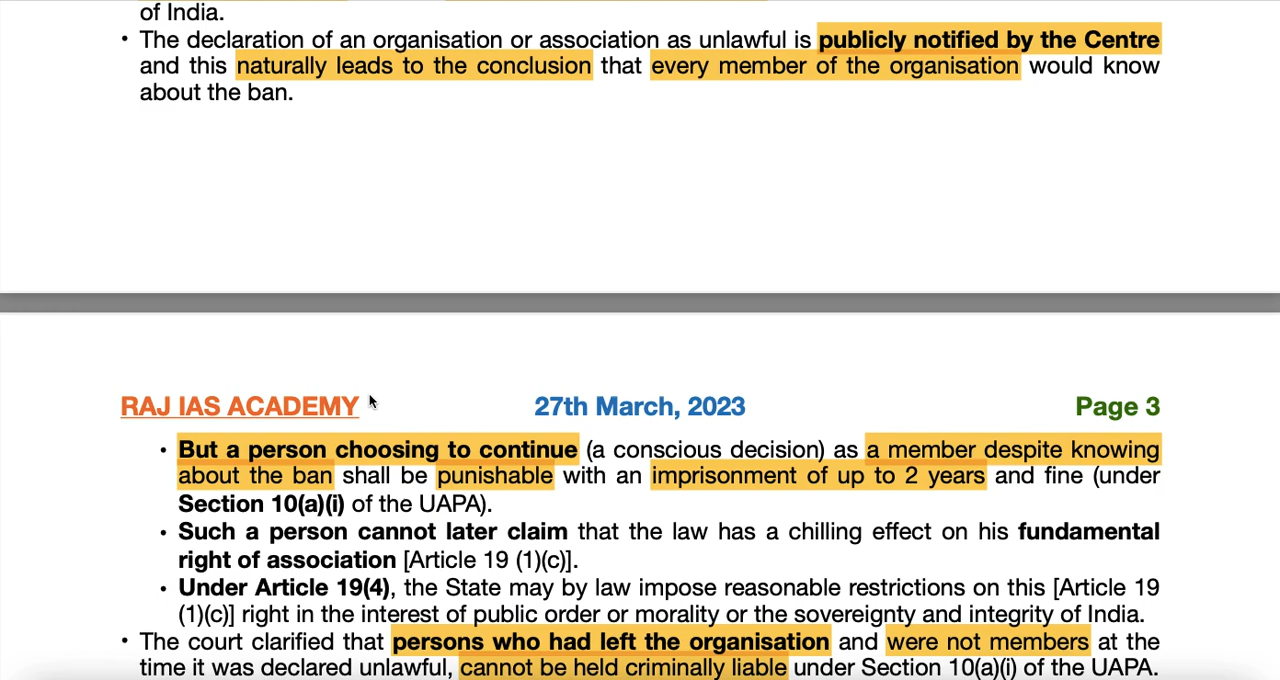 of India.
• The declaration of an organisation or association as unlawful is publicly notified by the Centre
and this naturally leads to the conclusion that every member of the organisation would know
about the ban.
RAJ IAS ACADEMY 27th March, 2023 Page 3
• But a person choosing to continue (a conscious decision) as a member despite knowing
about the ban shall be punishable with an imprisonment of up to 2 years and fine (under
Section 10(a)(i) of the UAPA).
• Such a person cannot later claim that the law has a chilling effect on his fundamental
right of association [Article 19 (1)(c)].
• Under Article 19(4), the State may by law impose reasonable restrictions on this [Article 19
(1)(c)] right in the interest of public order or morality or the sovereignty and integrity of India.
• The court clarified that persons who had left the organisation and were not members at the
time it was declared unlawful, cannot be held criminally liable under Section 10(a)(i) of the UAPA.